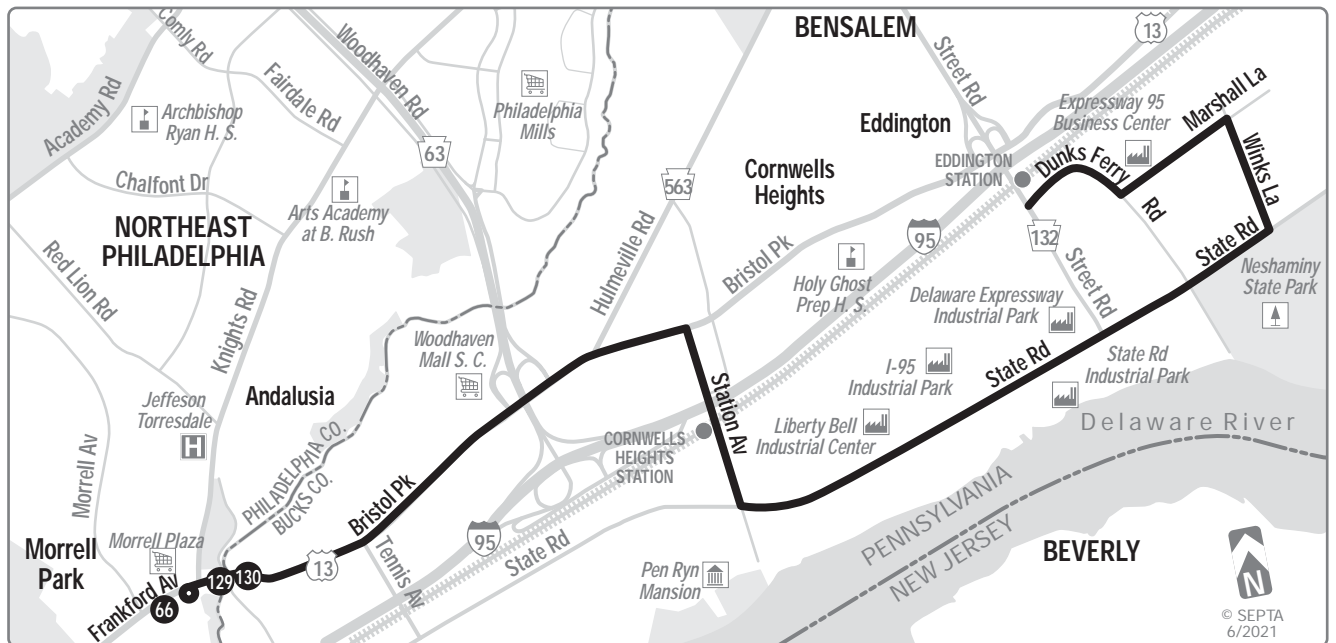 Comly Rd
Woodhaven Rd
BENSALEM
13
Academy Rd
Fairdale Rd
Archbishop
Ryan H. S.
Philadelphia
Mills
Street Rd
Expressway 95
Business Center
Marshall La
Eddington
63
Chalfont Dr
563
Cornwells
Heights
EDDINGTON
STATION
Dunks Ferry
Rd
Winks La
Arts Academy
at B. Rush
NORTHEAST
PHILADELPHIA
Red Lion Rd
Knights Rd
Hulmeville Rd
Bristol Pk
95
132
Street Rd
State Rd
Holy Ghost
Prep H. S.
Delaware Expressway
Industrial Park
Neshaminy
State Park
Woodhaven
Mall S. C.
I-95
Industrial Park
State Rd
State Rd
Industrial Park
Jeffeson
Torresdale
H
Andalusia
Station Av
Liberty Bell
Industrial Center
Delaware River
CORNWELLS
HEIGHTS
STATION
Morrell Av
PHILADELPHIA CO.
BUCKS CO.
Bristol Pk
PENNSYLVANIA
NEW JERSEY
95
State Rd
Morrell
Park
Morrell Plaza
13
Tennis Av
BEVERLY
Pen Ryn
Mansion
129
130
66
Frankford Av
N
© SEPTA
6/2021